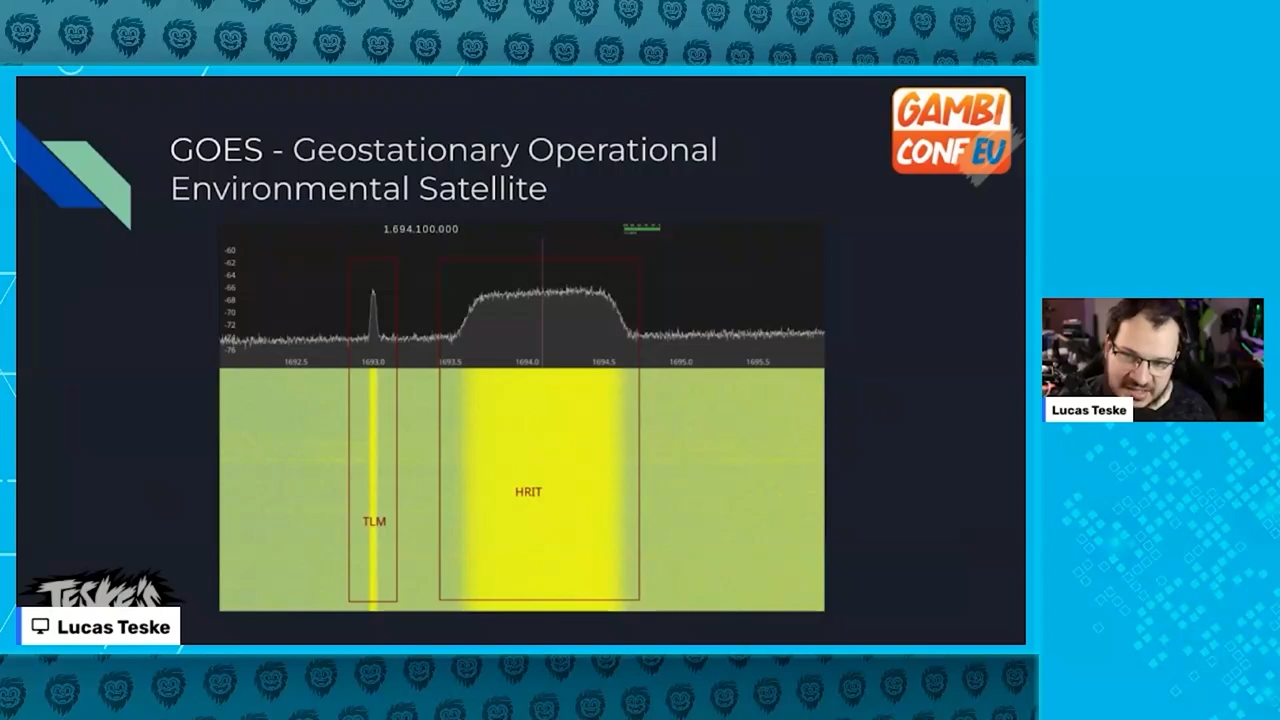 GAMBI
CONF EU
GOES - Geostationary Operational
Environmental Satellite
1.694.100.000
-60
-62
-64
-66
-68
-70
-72
-74
-76
1692.5 1693.0 1693.5 1694.0 1694.5 1695.0 1695.5
HRIT
TLM
TESKE'S
Lucas Teske
Lucas Teske